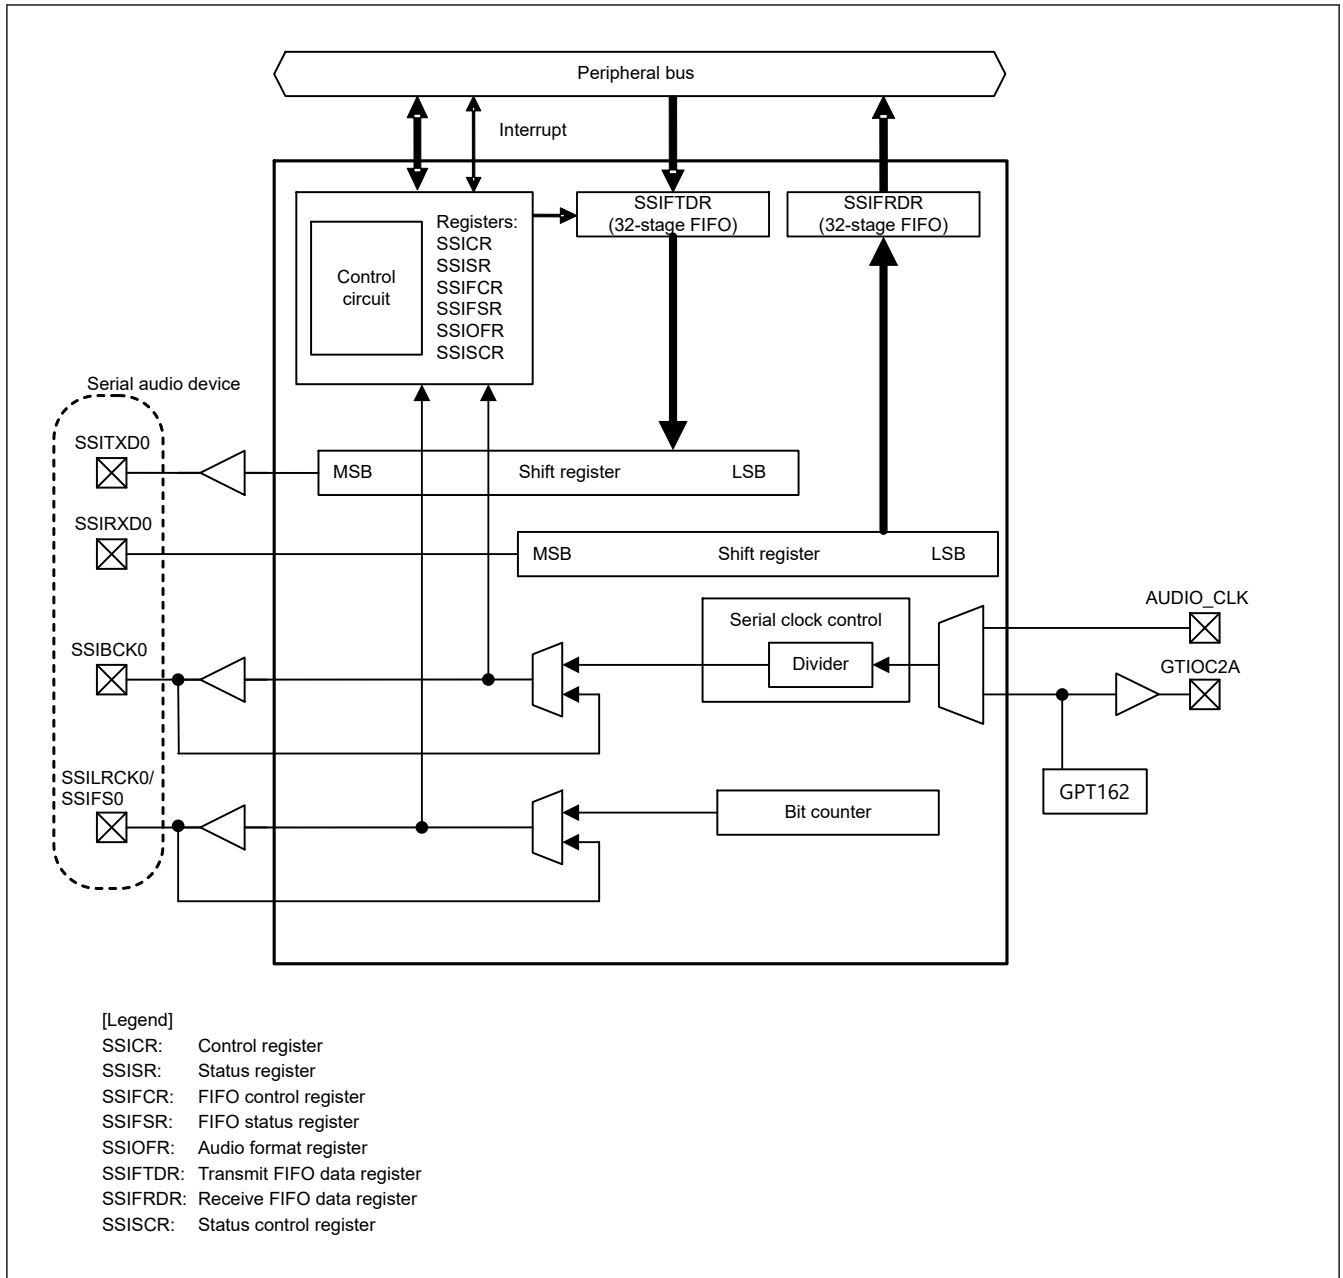 Peripheral bus
Interrupt
SSIFTDR
(32-stage FIFO)
SSIFRDR
(32-stage FIFO)
Control
circuit
Registers:
SSICR
SSISR
SSIFCR
SSIFSR
SSIOFR
SSISCR
Serial audio device
SSITXD0
MSB Shift register LSB
SSIRXD0
MSB Shift register LSB
AUDIO_CLK
Serial clock control
Divider
SSIBCK0
GTIOC2A
SSILRCK0/
SSIFS0
GPT162
Bit counter
[Legend]
SSICR: Control register
SSISR: Status register
SSIFCR: FIFO control register
SSIFSR: FIFO status register
SSIOFR: Audio format register
SSIFTDR: Transmit FIFO data register
SSIFRDR: Receive FIFO data register
SSISCR: Status control register